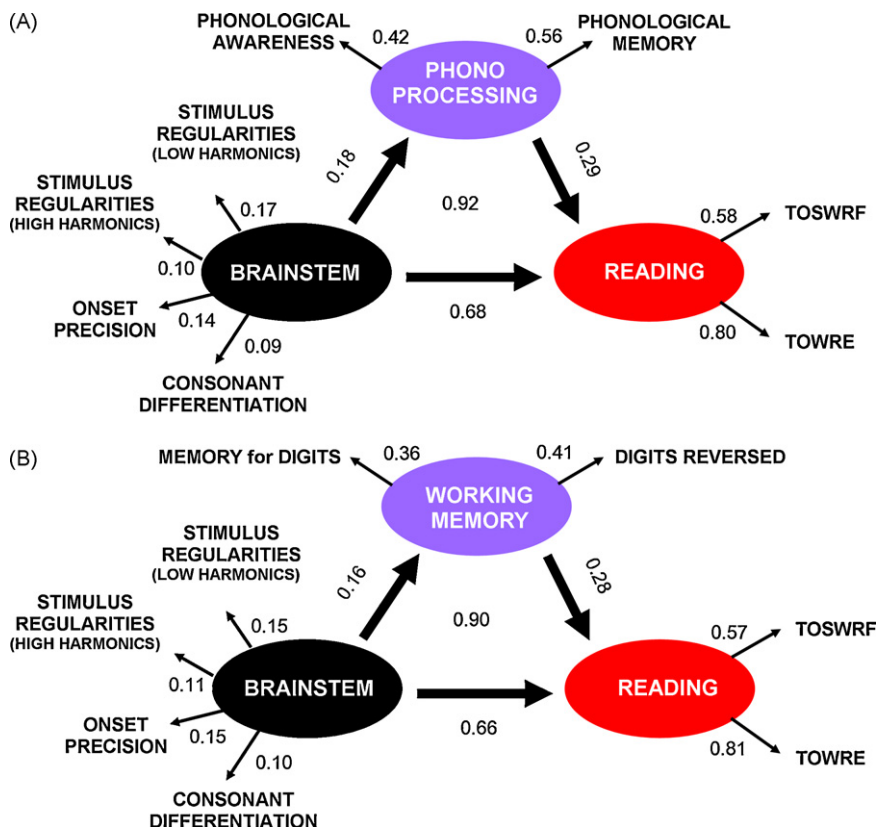 (A)
PHONOLOGICAL
AWARENESS
0.42
0.56
PHONOLOGICAL
MEMORY
PHONO
PROCESSING
STIMULUS
REGULARITIES
(LOW HARMONICS)
0.18
0.29
STIMULUS
REGULARITIES
(HIGH HARMONICS)
0.17
0.92
0.58
TOSWRF
0.10
BRAINSTEM
READING
ONSET
PRECISION
0.14
0.68
0.80
TOWRE
0.09
CONSONANT
DIFFERENTIATION
(B)
MEMORY for DIGITS
0.36
0.41
DIGITS REVERSED
WORKING
MEMORY
STIMULUS
REGULARITIES
(LOW HARMONICS)
0.16
0.28
STIMULUS
REGULARITIES
(HIGH HARMONICS)
0.15
0.90
0.57
TOSWRF
0.11
BRAINSTEM
READING
ONSET
PRECISION
0.15
0.66
0.81
TOWRE
0.10
CONSONANT
DIFFERENTIATION